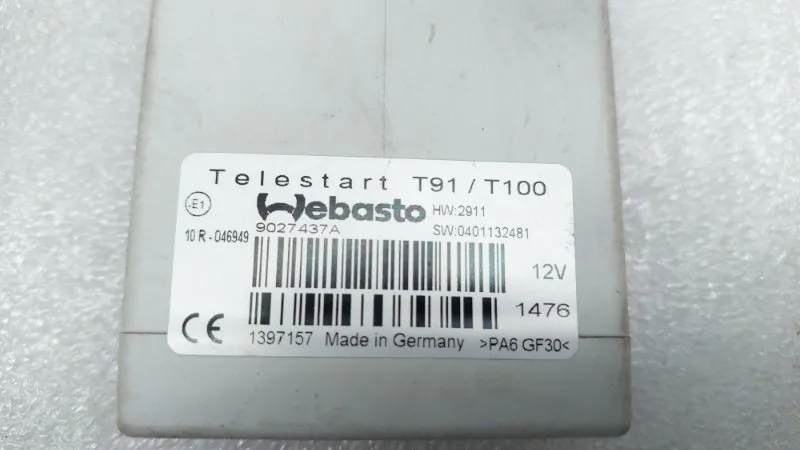 Telestart T91 / T100
E1
Webasto HW:2911
10 R - 046949 9027437A SW:0401132481
12V
1476
CE 1397157 Made in Germany >PA6 GF30<